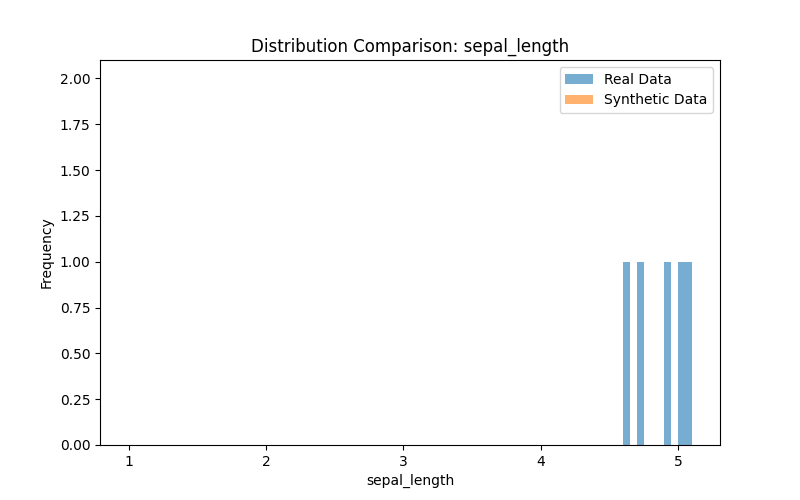 Distribution Comparison: sepal_length
Real Data
Synthetic Data
Frequency
2.00
1.75
1.50
1.25
1.00
0.75
0.50
0.25
0.00
1 2 3 4 5
sepal_length